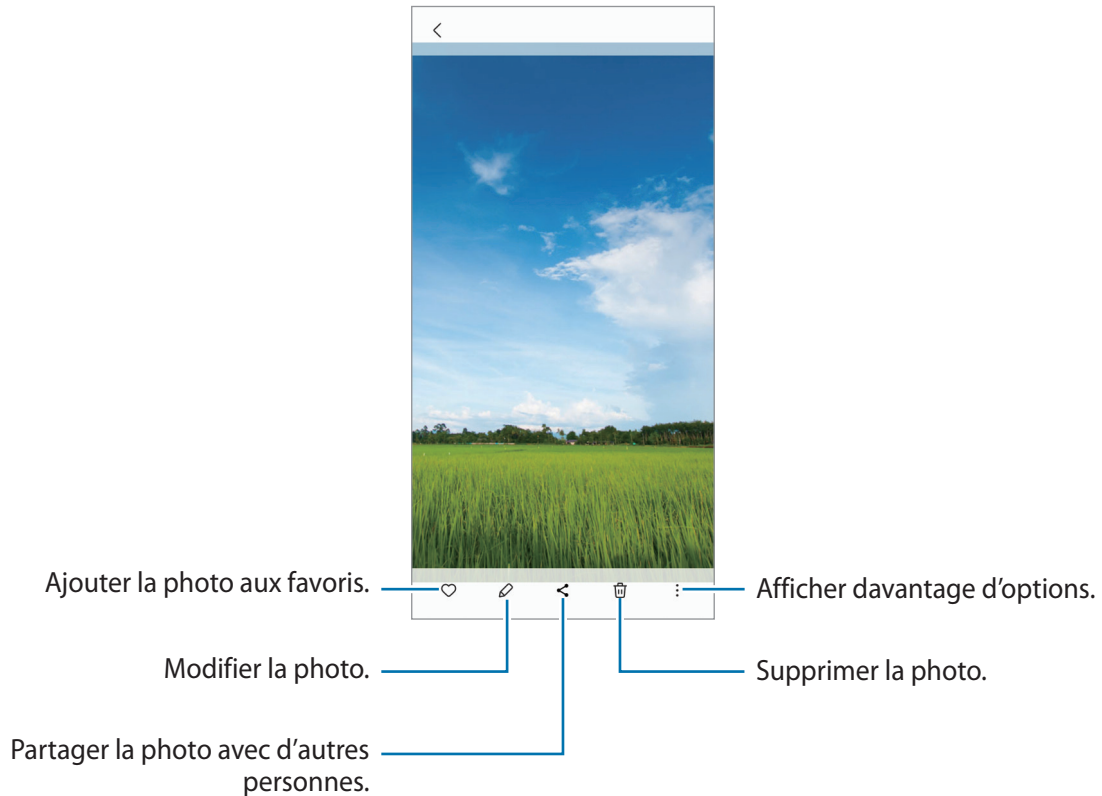 Ajouter la photo aux favoris.
Afficher davantage d'options.
Modifier la photo.
Supprimer la photo.
Partager la photo avec d'autres
personnes.